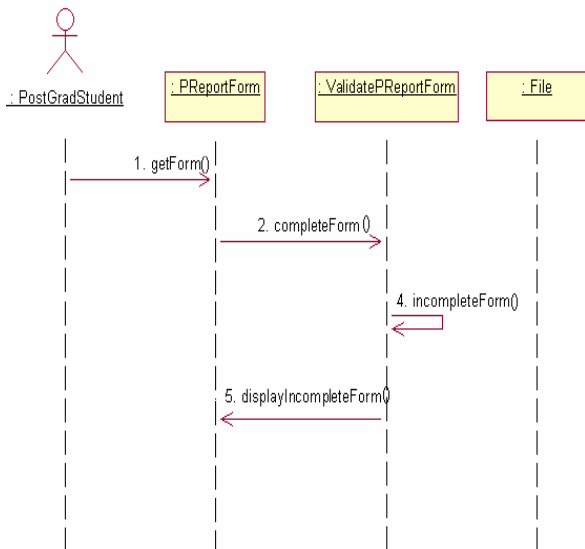 : PostGradStudent
: PReportForm
: ValidatePReportForm
: File
1. getForm()
2. completeForm()
4. incompleteForm()
5. displayIncompleteForm()